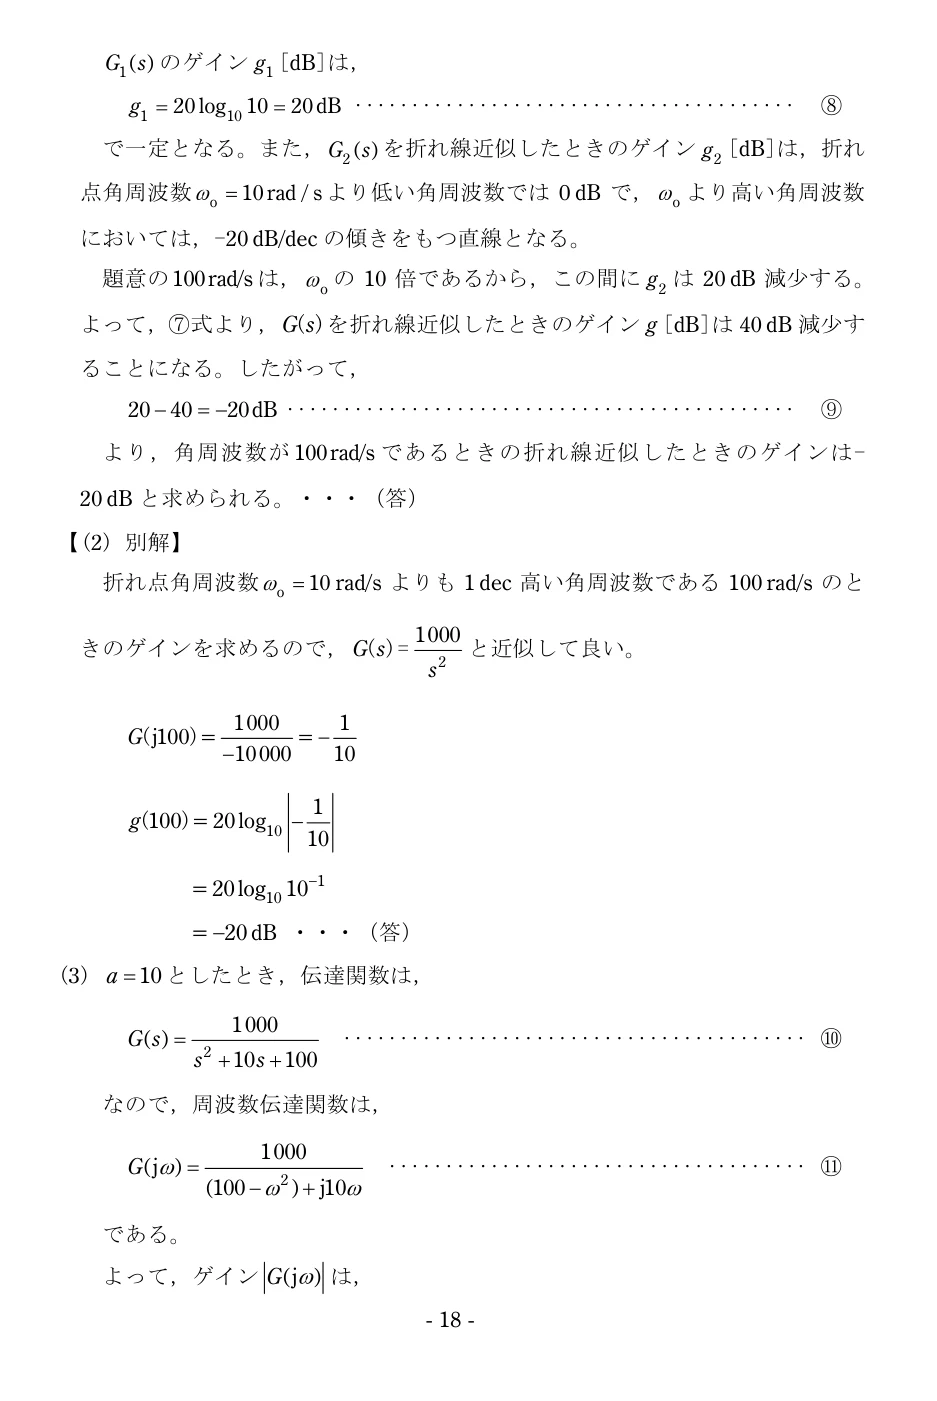 G₁(s) のゲイン g₁ [dB]は，
g₁ = 20log₁₀ 10 = 20dB ······································· ⑧
で一定となる。また，G₂(s) を折れ線近似したときのゲイン g₂ [dB]は，折れ
点角周波数 ωₒ = 10 rad / s より低い角周波数では 0 dB で，ωₒ より高い角周波数
においては，−20 dB/dec の傾きをもつ直線となる。
題意の 100 rad/s は，ωₒ の 10 倍であるから，この間に g₂ は 20 dB 減少する。
よって，⑦式より，G(s) を折れ線近似したときのゲイン g [dB]は 40 dB 減少す
ることになる。したがって，
20 − 40 = −20 dB ············································· ⑨
より，角周波数が 100 rad/s であるときの折れ線近似したときのゲインは−
20 dB と求められる。・・・（答）
【(2) 別解】
折れ点角周波数 ωₒ = 10 rad/s よりも 1 dec 高い角周波数である 100 rad/s のと
きのゲインを求めるので，G(s) = 1000/s² と近似して良い。
G(j100) = 1000/−10000 = −1/10
g(100) = 20log₁₀ |−1/10|
= 20log₁₀ 10⁻¹
= −20 dB ・・・（答）
(3) a = 10 としたとき，伝達関数は，
G(s) = 1000/(s² + 10s + 100) ········································· ⑩
なので，周波数伝達関数は，
G(jω) = 1000/((100 − ω²) + j10ω) ····································· ⑪
である。
よって，ゲイン |G(jω)| は，
- 18 -